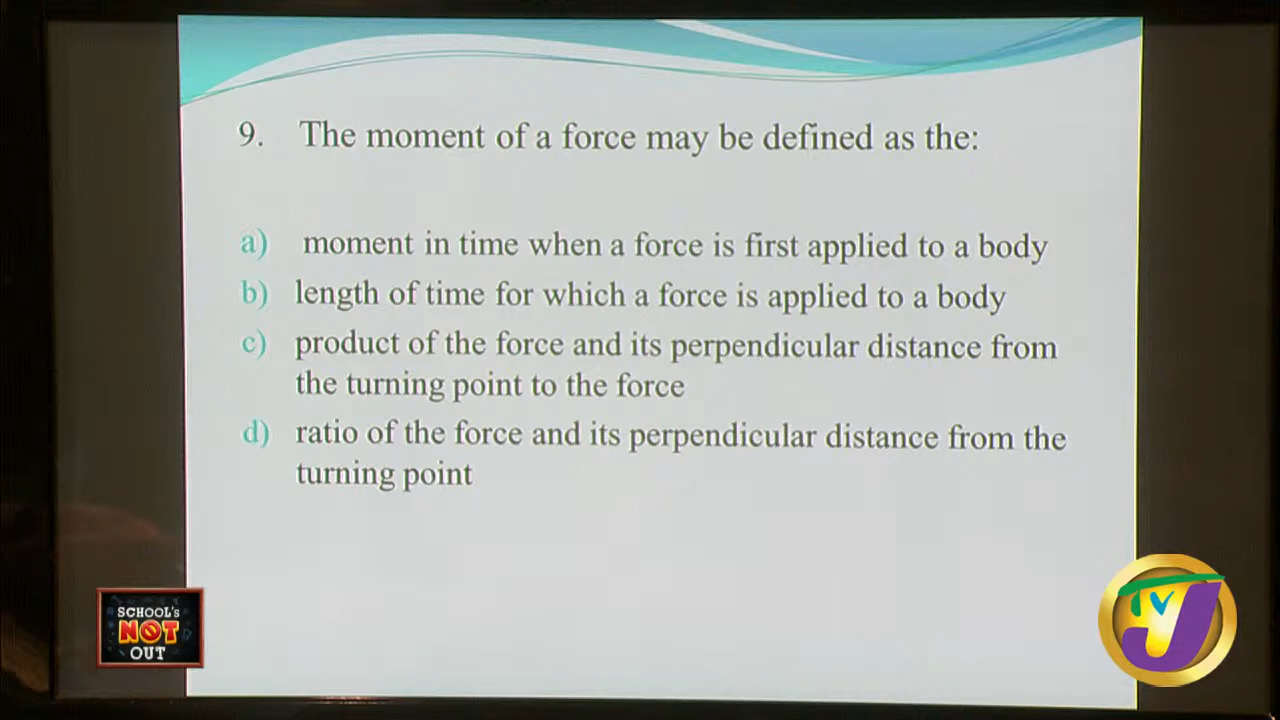 9. The moment of a force may be defined as the:
a) moment in time when a force is first applied to a body
b) length of time for which a force is applied to a body
c) product of the force and its perpendicular distance from
the turning point to the force
d) ratio of the force and its perpendicular distance from the
turning point
SCHOOL's
NOT
OUT
TVJ